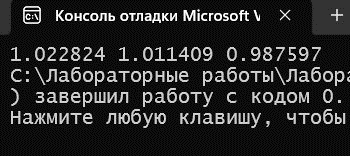 Консоль отладки Microsoft V
1.022824 1.011409 0.987597
C:\Лабораторные работы\Лабора
) завершил работу с кодом 0.
Нажмите любую клавишу, чтобы